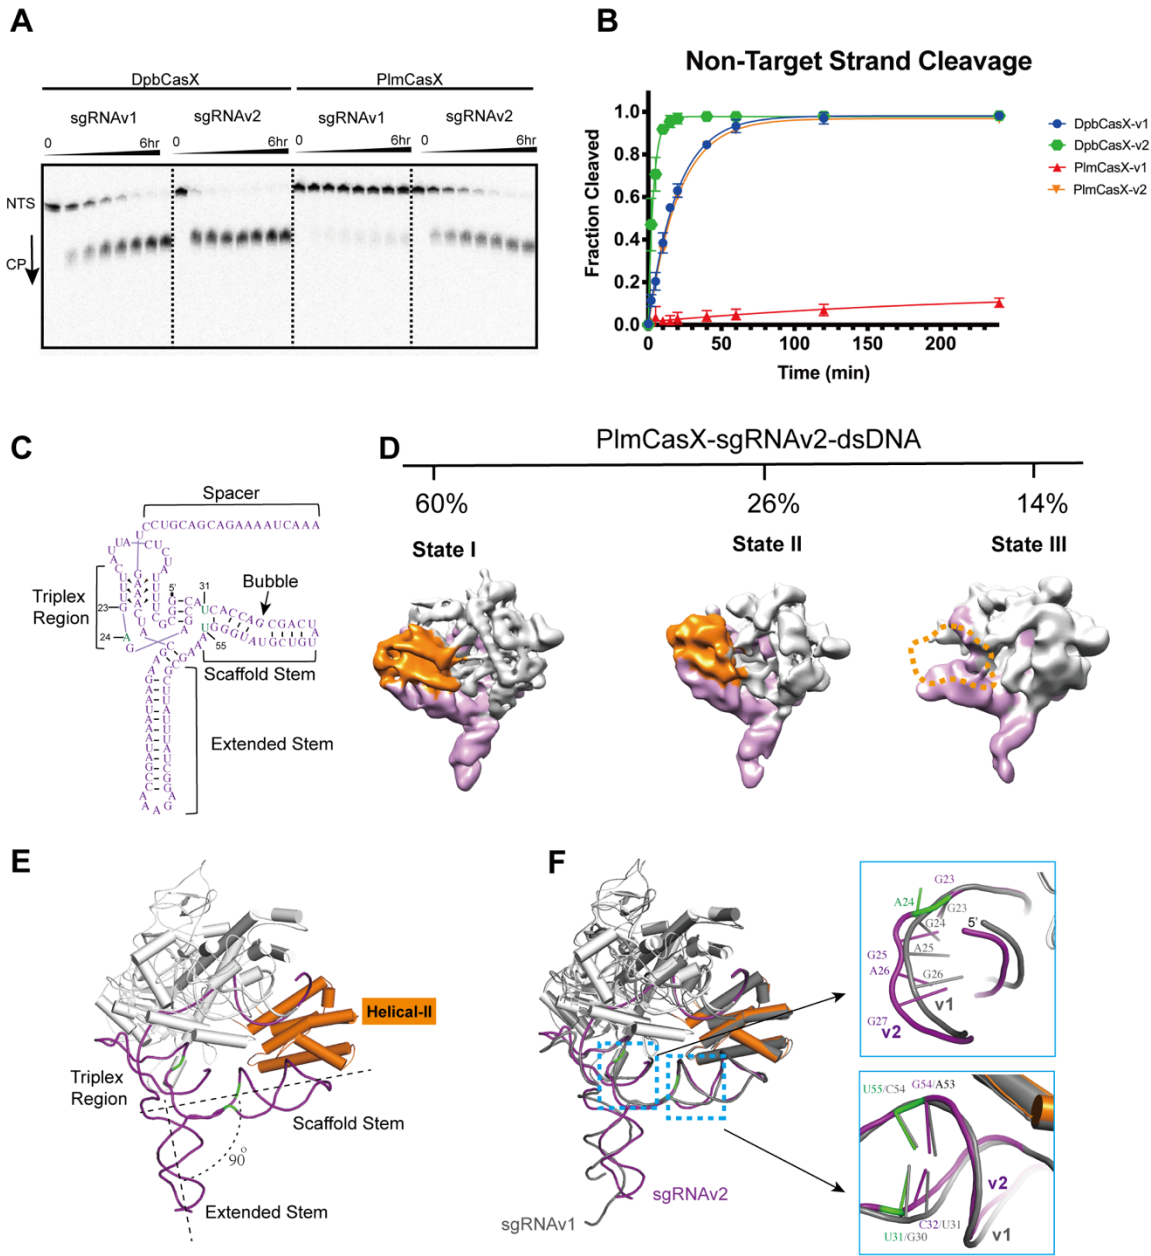 A
DpbCasX PlmCasX
sgRNAv1 sgRNAv2 sgRNAv1 sgRNAv2
0 6hr 0 6hr 0 6hr 0 6hr
NTS
CP
B
Non-Target Strand Cleavage
Fraction Cleaved
1.0
0.8
0.6
0.4
0.2
0.0
0 50 100 150 200
Time (min)
DpbCasX-v1
DpbCasX-v2
PlmCasX-v1
PlmCasX-v2
C
Spacer
CCUGCAGCAGAAAAUCAAA
Triplex
Region
23
24
5'
31
55
Bubble
Scaffold Stem
Extended Stem
D
PlmCasX-sgRNAv2-dsDNA
60% 26% 14%
State I State II State III
E
Helical-II
Triplex
Region
Scaffold Stem
90°
Extended Stem
F
sgRNAv2
sgRNAv1
G23
A24
G23
G24
5'
G25
A25
A26
G26
G27
v1
v2
U55/C54 G54/A53
v2
C32/U31
U31/G30
v1